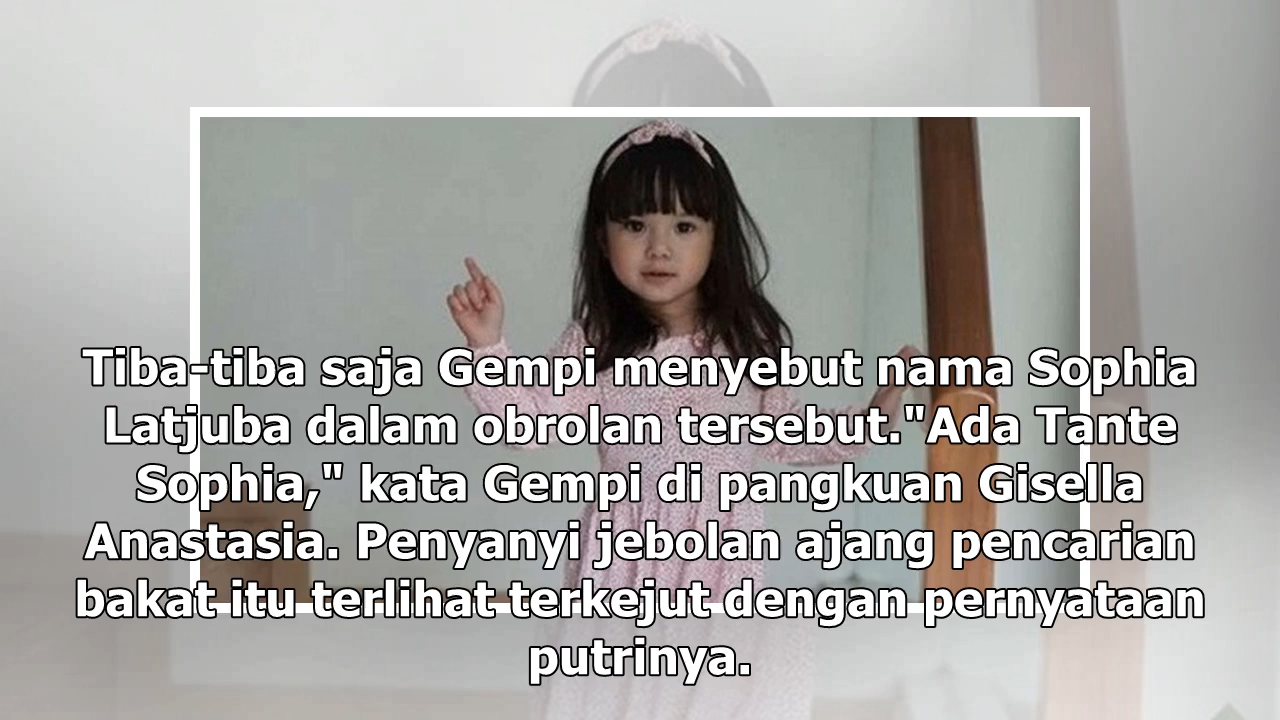 Tiba-tiba saja Gempi menyebut nama Sophia
Latjuba dalam obrolan tersebut."Ada Tante
Sophia," kata Gempi di pangkuan Gisella
Anastasia. Penyanyi jebolan ajang pencarian
bakat itu terlihat terkejut dengan pernyataan
putrinya.